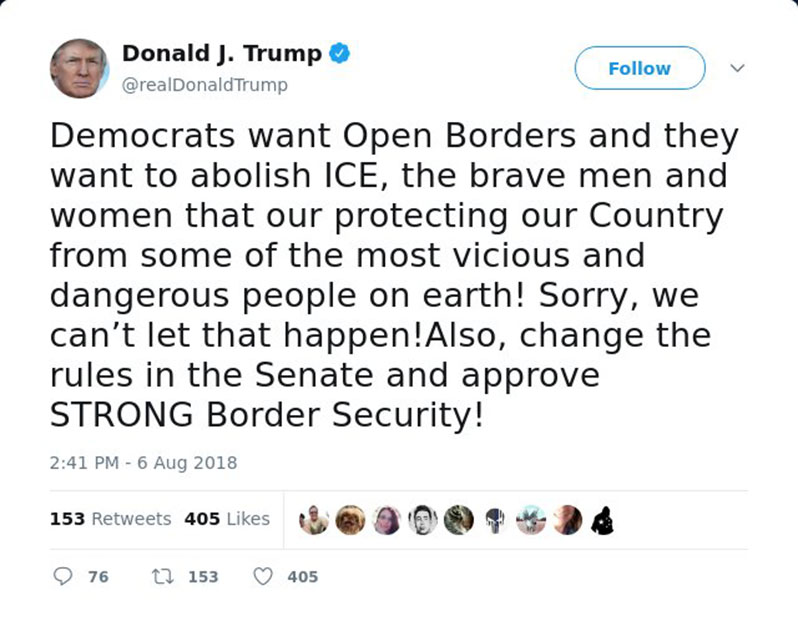 Donald J. Trump
@realDonaldTrump
Follow
Democrats want Open Borders and they
want to abolish ICE, the brave men and
women that our protecting our Country
from some of the most vicious and
dangerous people on earth! Sorry, we
can’t let that happen!Also, change the
rules in the Senate and approve
STRONG Border Security!
2:41 PM - 6 Aug 2018
153 Retweets 405 Likes
76 153 405